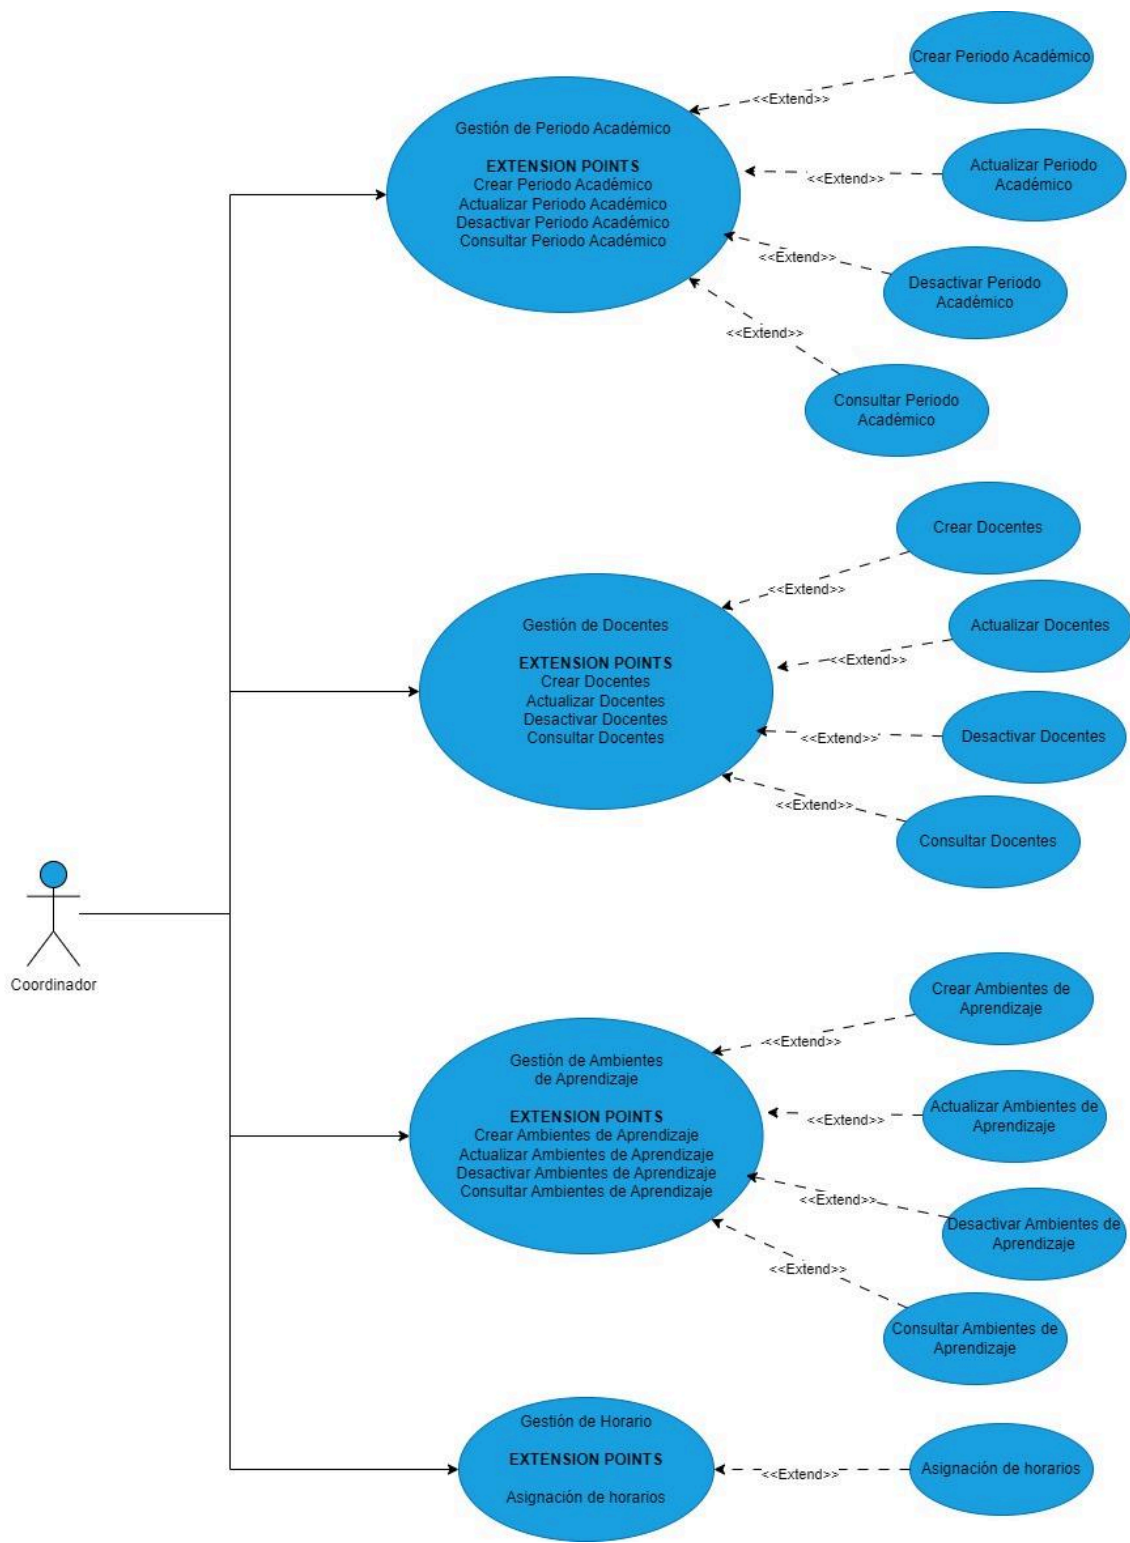 Crear Periodo Académico
<<Extend>>
Gestión de Periodo Académico
EXTENSION POINTS
Crear Periodo Académico
Actualizar Periodo Académico
Desactivar Periodo Académico
Consultar Periodo Académico
Actualizar Periodo
Académico
<<Extend>>
<<Extend>>
Desactivar Periodo
Académico
<<Extend>>
Consultar Periodo
Académico
Crear Docentes
<<Extend>>
Gestión de Docentes
EXTENSION POINTS
Crear Docentes
Actualizar Docentes
Desactivar Docentes
Consultar Docentes
Actualizar Docentes
<<Extend>>
Desactivar Docentes
<<Extend>>
<<Extend>>
Consultar Docentes
Coordinador
Crear Ambientes de
Aprendizaje
<<Extend>>
Gestión de Ambientes
de Aprendizaje
EXTENSION POINTS
Crear Ambientes de Aprendizaje
Actualizar Ambientes de Aprendizaje
Desactivar Ambientes de Aprendizaje
Consultar Ambientes de Aprendizaje
Actualizar Ambientes de
Aprendizaje
<<Extend>>
<<Extend>>
Desactivar Ambientes de
Aprendizaje
<<Extend>>
Consultar Ambientes de
Aprendizaje
Gestión de Horario
EXTENSION POINTS
Asignación de horarios
<<Extend>>
Asignación de horarios